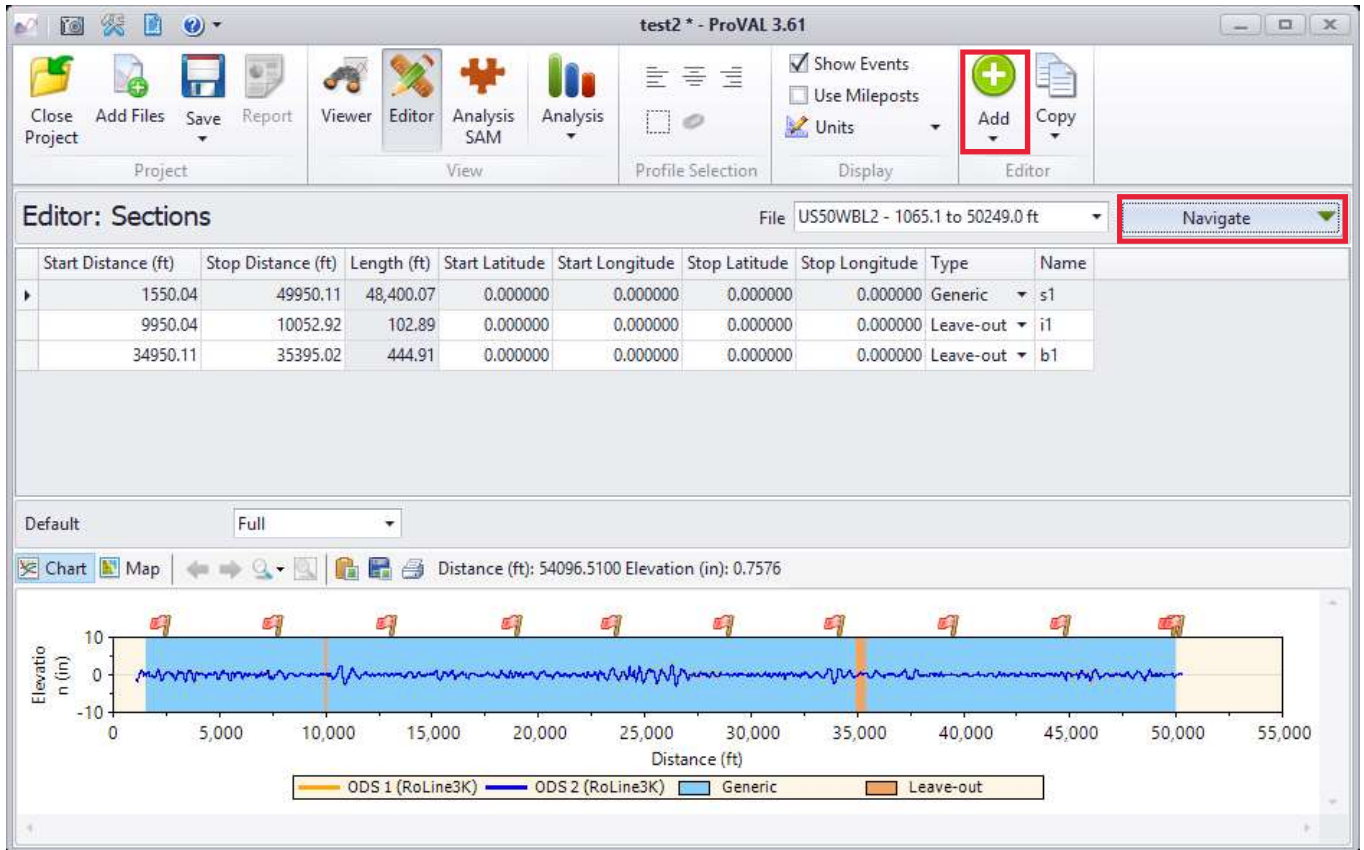 test2 * - ProVAL 3.61
Close Project
Add Files
Save
Report
Viewer
Editor
Analysis SAM
Analysis
Show Events
Use Mileposts
Units
Add
Copy
Project
View
Profile Selection
Display
Editor
Editor: Sections
File US50WBL2 - 1065.1 to 50249.0 ft
Navigate
Start Distance (ft) Stop Distance (ft) Length (ft) Start Latitude Start Longitude Stop Latitude Stop Longitude Type Name
1550.04 49950.11 48,400.07 0.000000 0.000000 0.000000 0.000000 Generic s1
9950.04 10052.92 102.89 0.000000 0.000000 0.000000 0.000000 Leave-out i1
34950.11 35395.02 444.91 0.000000 0.000000 0.000000 0.000000 Leave-out b1
Default Full
Chart Map Distance (ft): 54096.5100 Elevation (in): 0.7576
Elevatio
n (in)
10
0
-10
0 5,000 10,000 15,000 20,000 25,000 30,000 35,000 40,000 45,000 50,000 55,000
Distance (ft)
ODS 1 (RoLine3K) ODS 2 (RoLine3K) Generic Leave-out